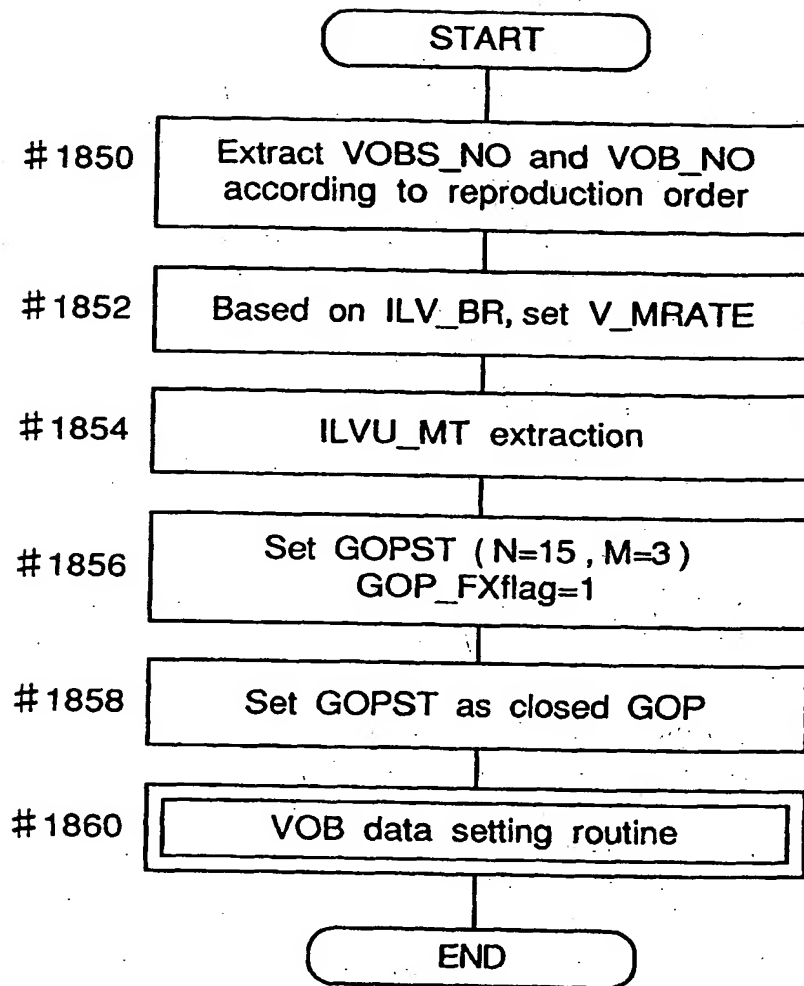 START
#1850
Extract VOBS_NO and VOB_NO
according to reproduction order
#1852
Based on ILV_BR, set V_MRATE
#1854
ILVU_MT extraction
#1856
Set GOPST (N=15, M=3)
GOP_FXflag=1
#1858
Set GOPST as closed GOP
#1860
VOB data setting routine
END